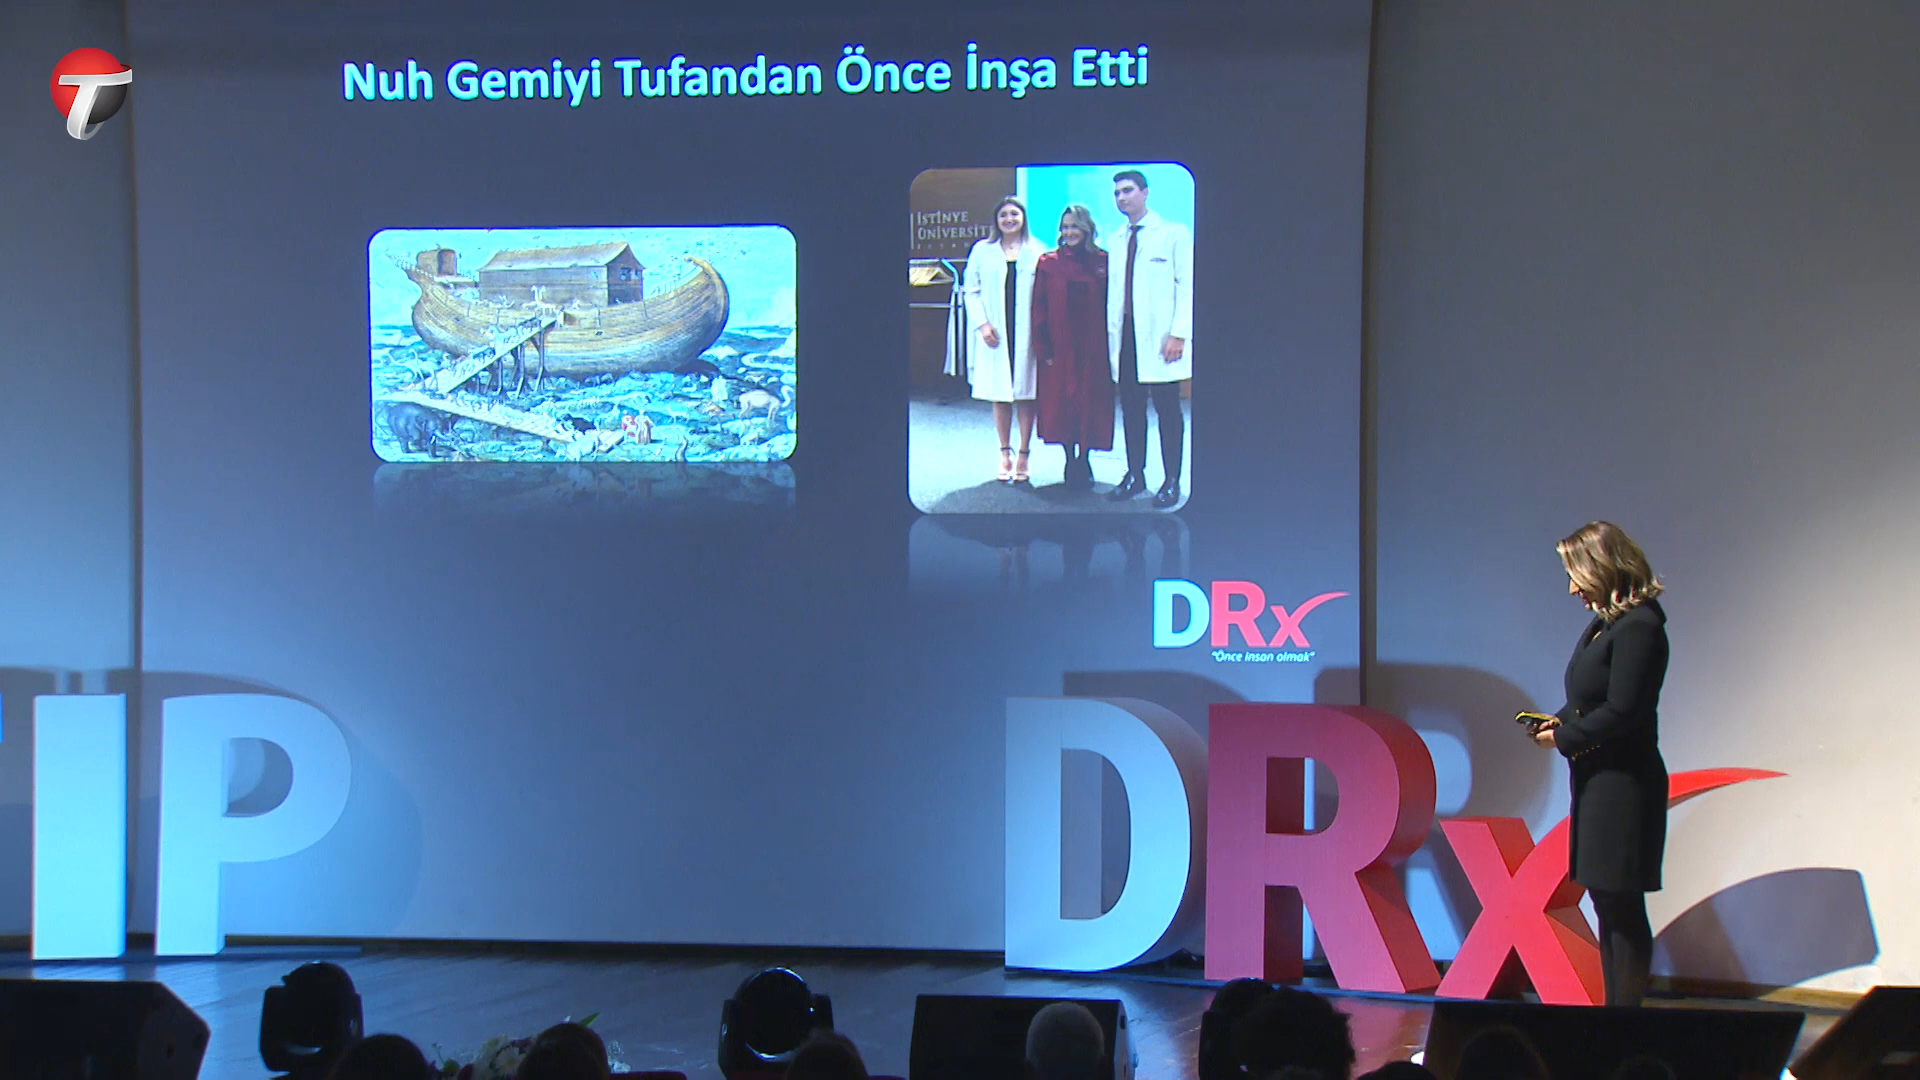 Nuh Gemiyi Tufandan Önce İnşa Etti
İSTİNYE
ÜNİVERSİT
DRx
"Önce insan olmak"
IP
DRx